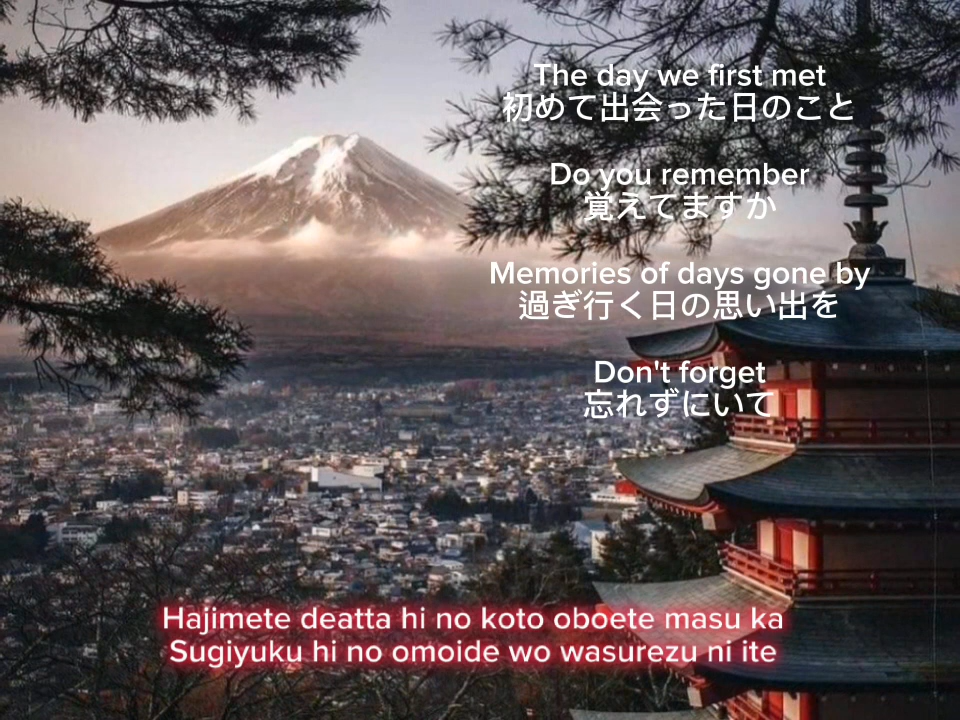 The day we first met
初めて出会った日のこと
Do you remember
覚えてますか
Memories of days gone by
過ぎ行く日の思い出を
Don't forget
忘れずにいて
Hajimete deatta hi no koto oboete masu ka
Sugiyuku hi no omoide wo wasurezu ni ite